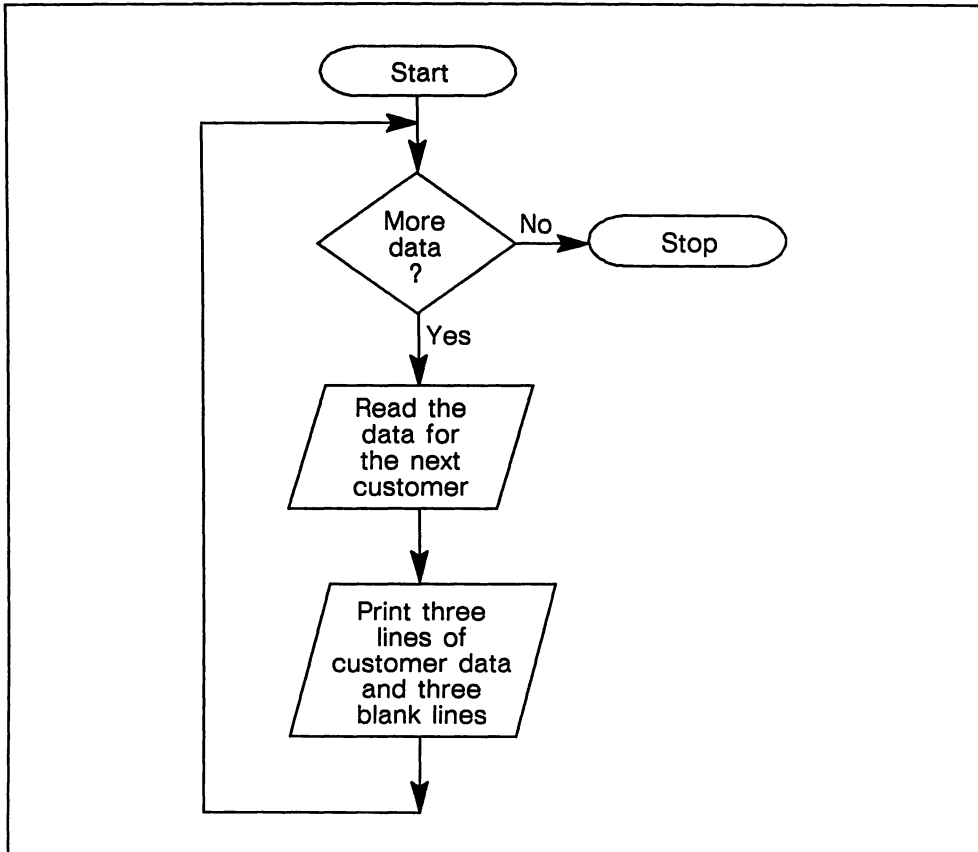 Start
More
data
?
No
Stop
Yes
Read the
data for
the next
customer
Print three
lines of
customer data
and three
blank lines